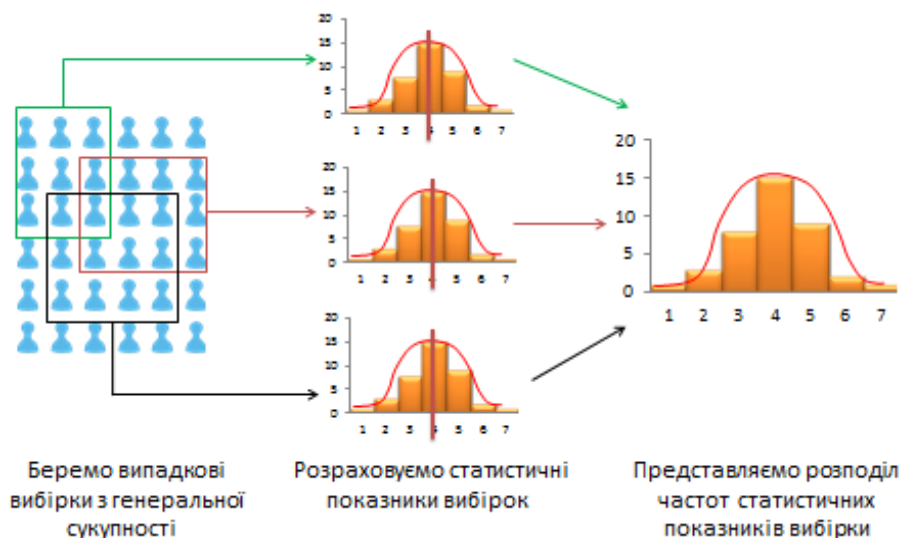 20
15
10
5
0
1 2 3 4 5 6 7
20
15
10
5
0
1 2 3 4 5 6 7
20
15
10
5
0
1 2 3 4 5 6 7
20
15
10
5
0
1 2 3 4 5 6 7
Беремо випадкові
вибірки з генеральної
сукупності
Розраховуємо статистичні
показники вибірок
Представляємо розподіл
частот статистичних
показників вибірки